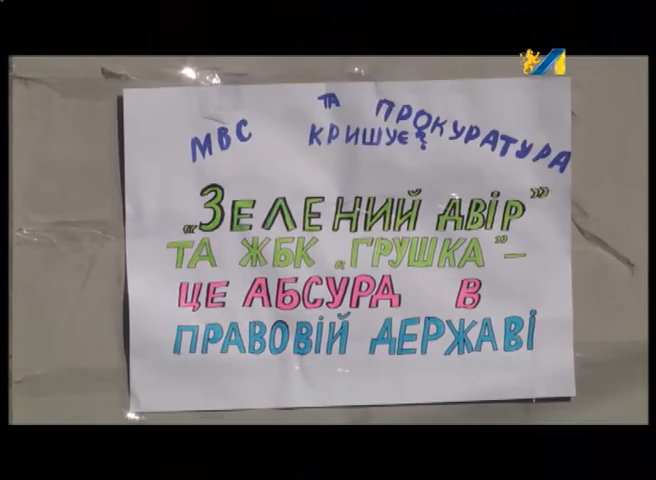 МВС ТА ПРОКУРАТУРА
КРИШУЄ?
„ЗЕЛЕНИЙ ДВІР”
ТА ЖБК „ГРУШКА” –
ЦЕ АБСУРД В
ПРАВОВІЙ ДЕРЖАВІ